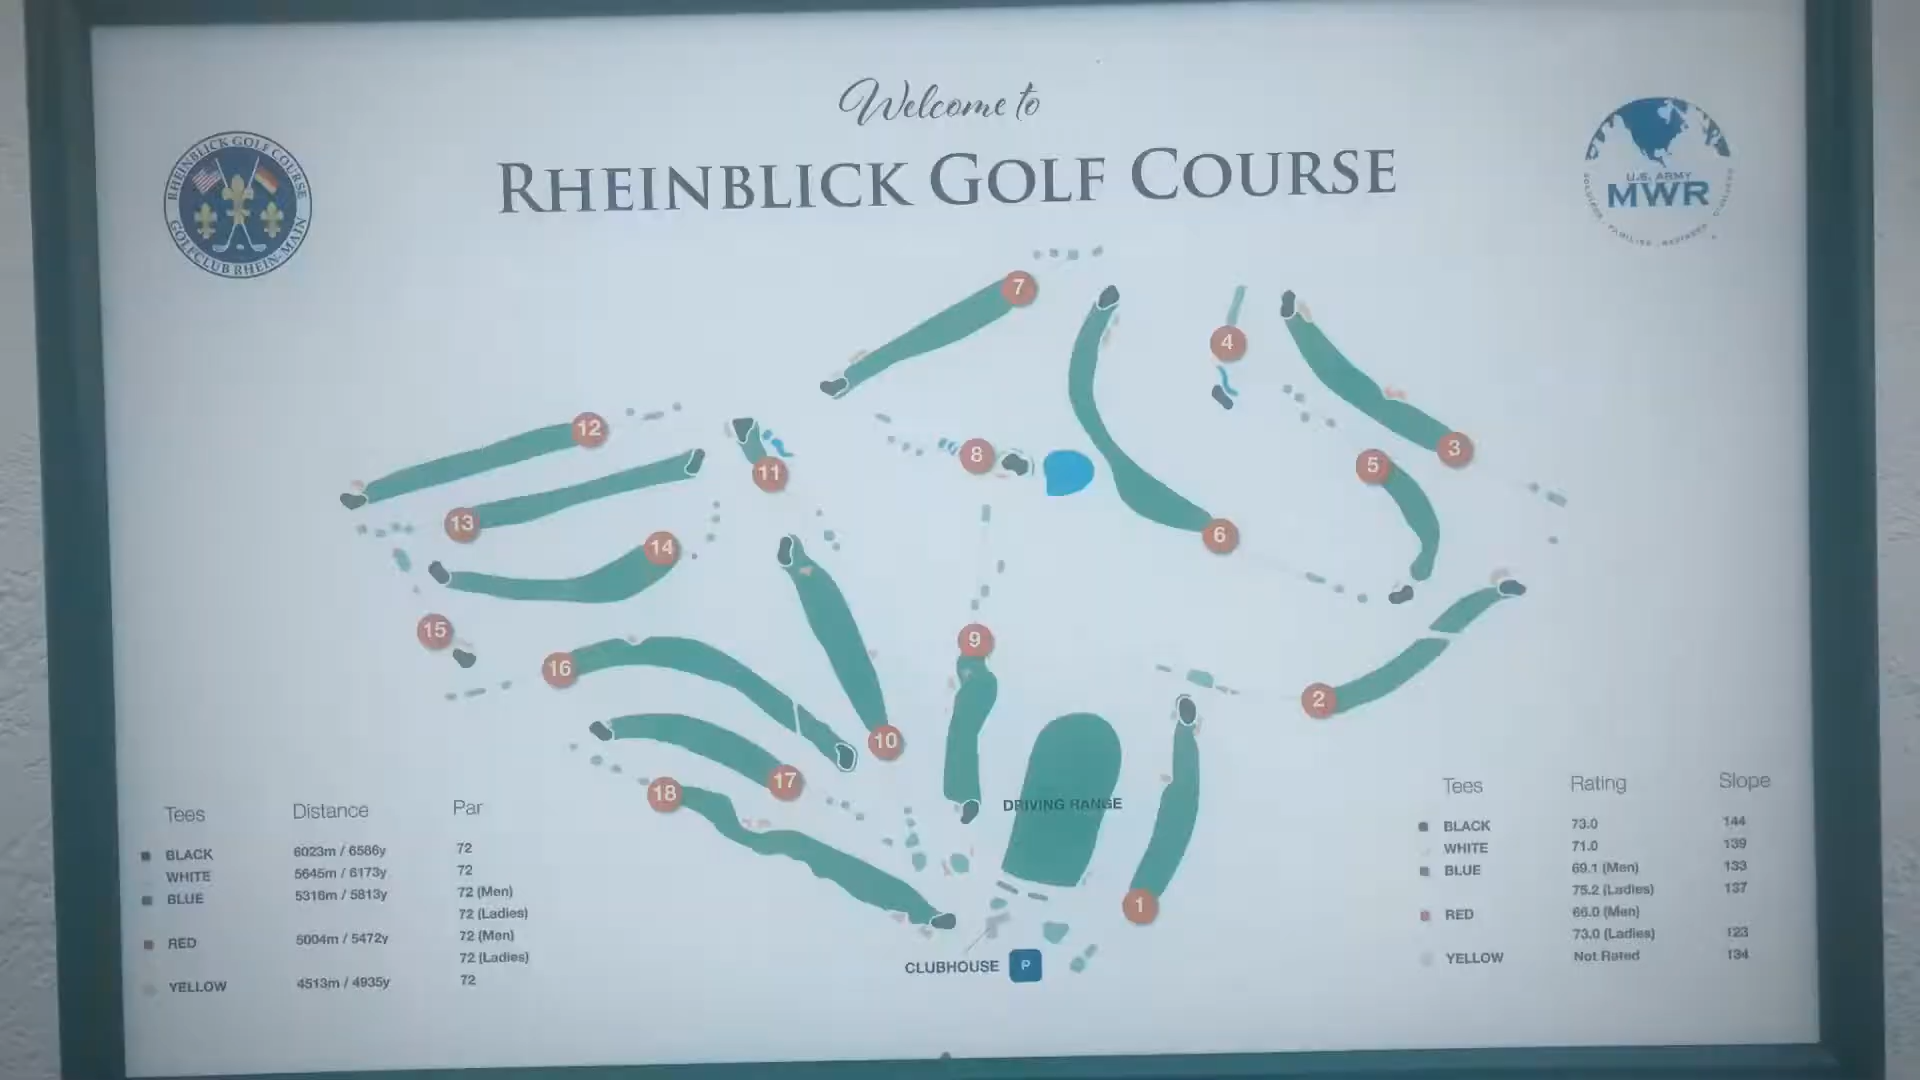 Welcome to
RHEINBLICK GOLF COURSE
RHEINBLICK GOLF COURSE
GOLFCLUB RHEIN-MAIN
U.S. ARMY
MWR
7
4
12
3
11
8
5
13
14
6
15
9
16
2
10
17
18
DRIVING RANGE
1
CLUBHOUSE P
Tees Distance Par
BLACK 6023m / 6586y 72
WHITE 5645m / 6173y 72
BLUE 5316m / 5813y 72 (Men)
72 (Ladies)
RED 5004m / 5472y 72 (Men)
72 (Ladies)
YELLOW 4513m / 4935y 72
Tees Rating Slope
BLACK 73.0 144
WHITE 71.0 139
BLUE 69.1 (Men) 133
75.2 (Ladies) 137
RED 66.0 (Men)
73.0 (Ladies) 123
YELLOW Not Rated 134